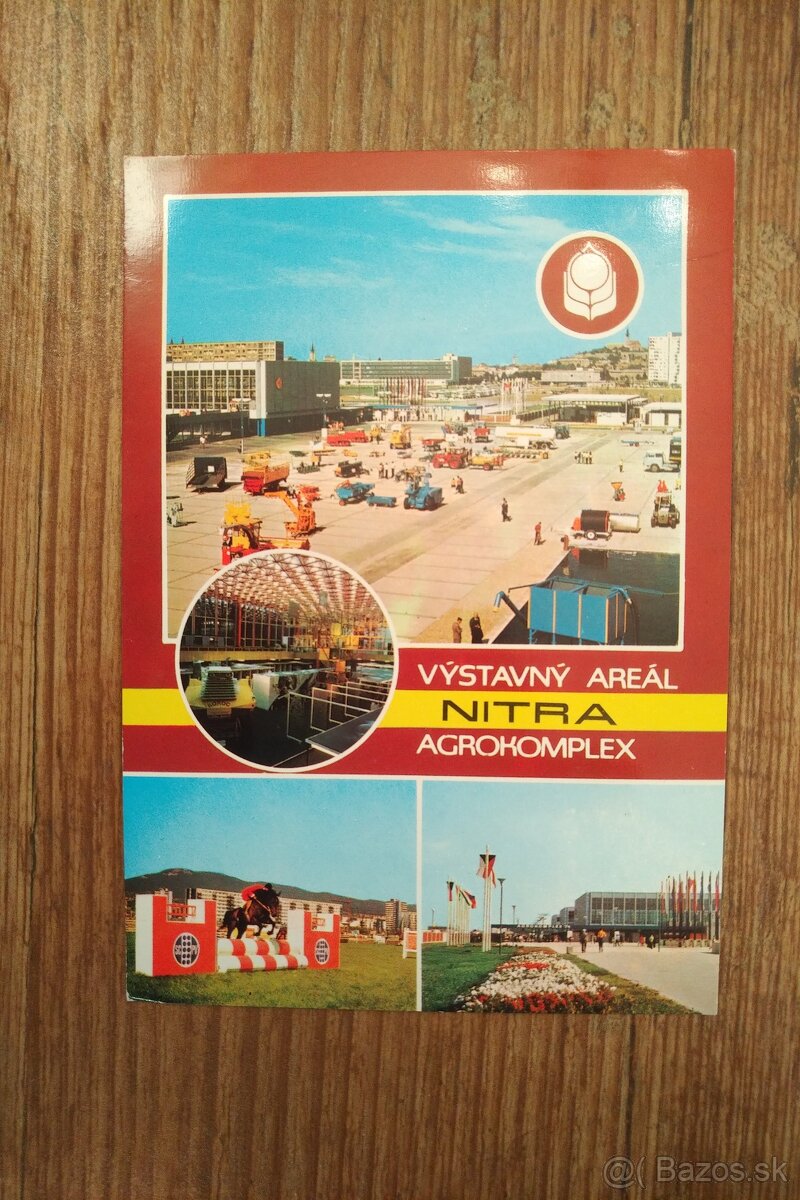 VÝSTAVNÝ AREÁL
NITRA
AGROKOMPLEX
@( Bazos.sk